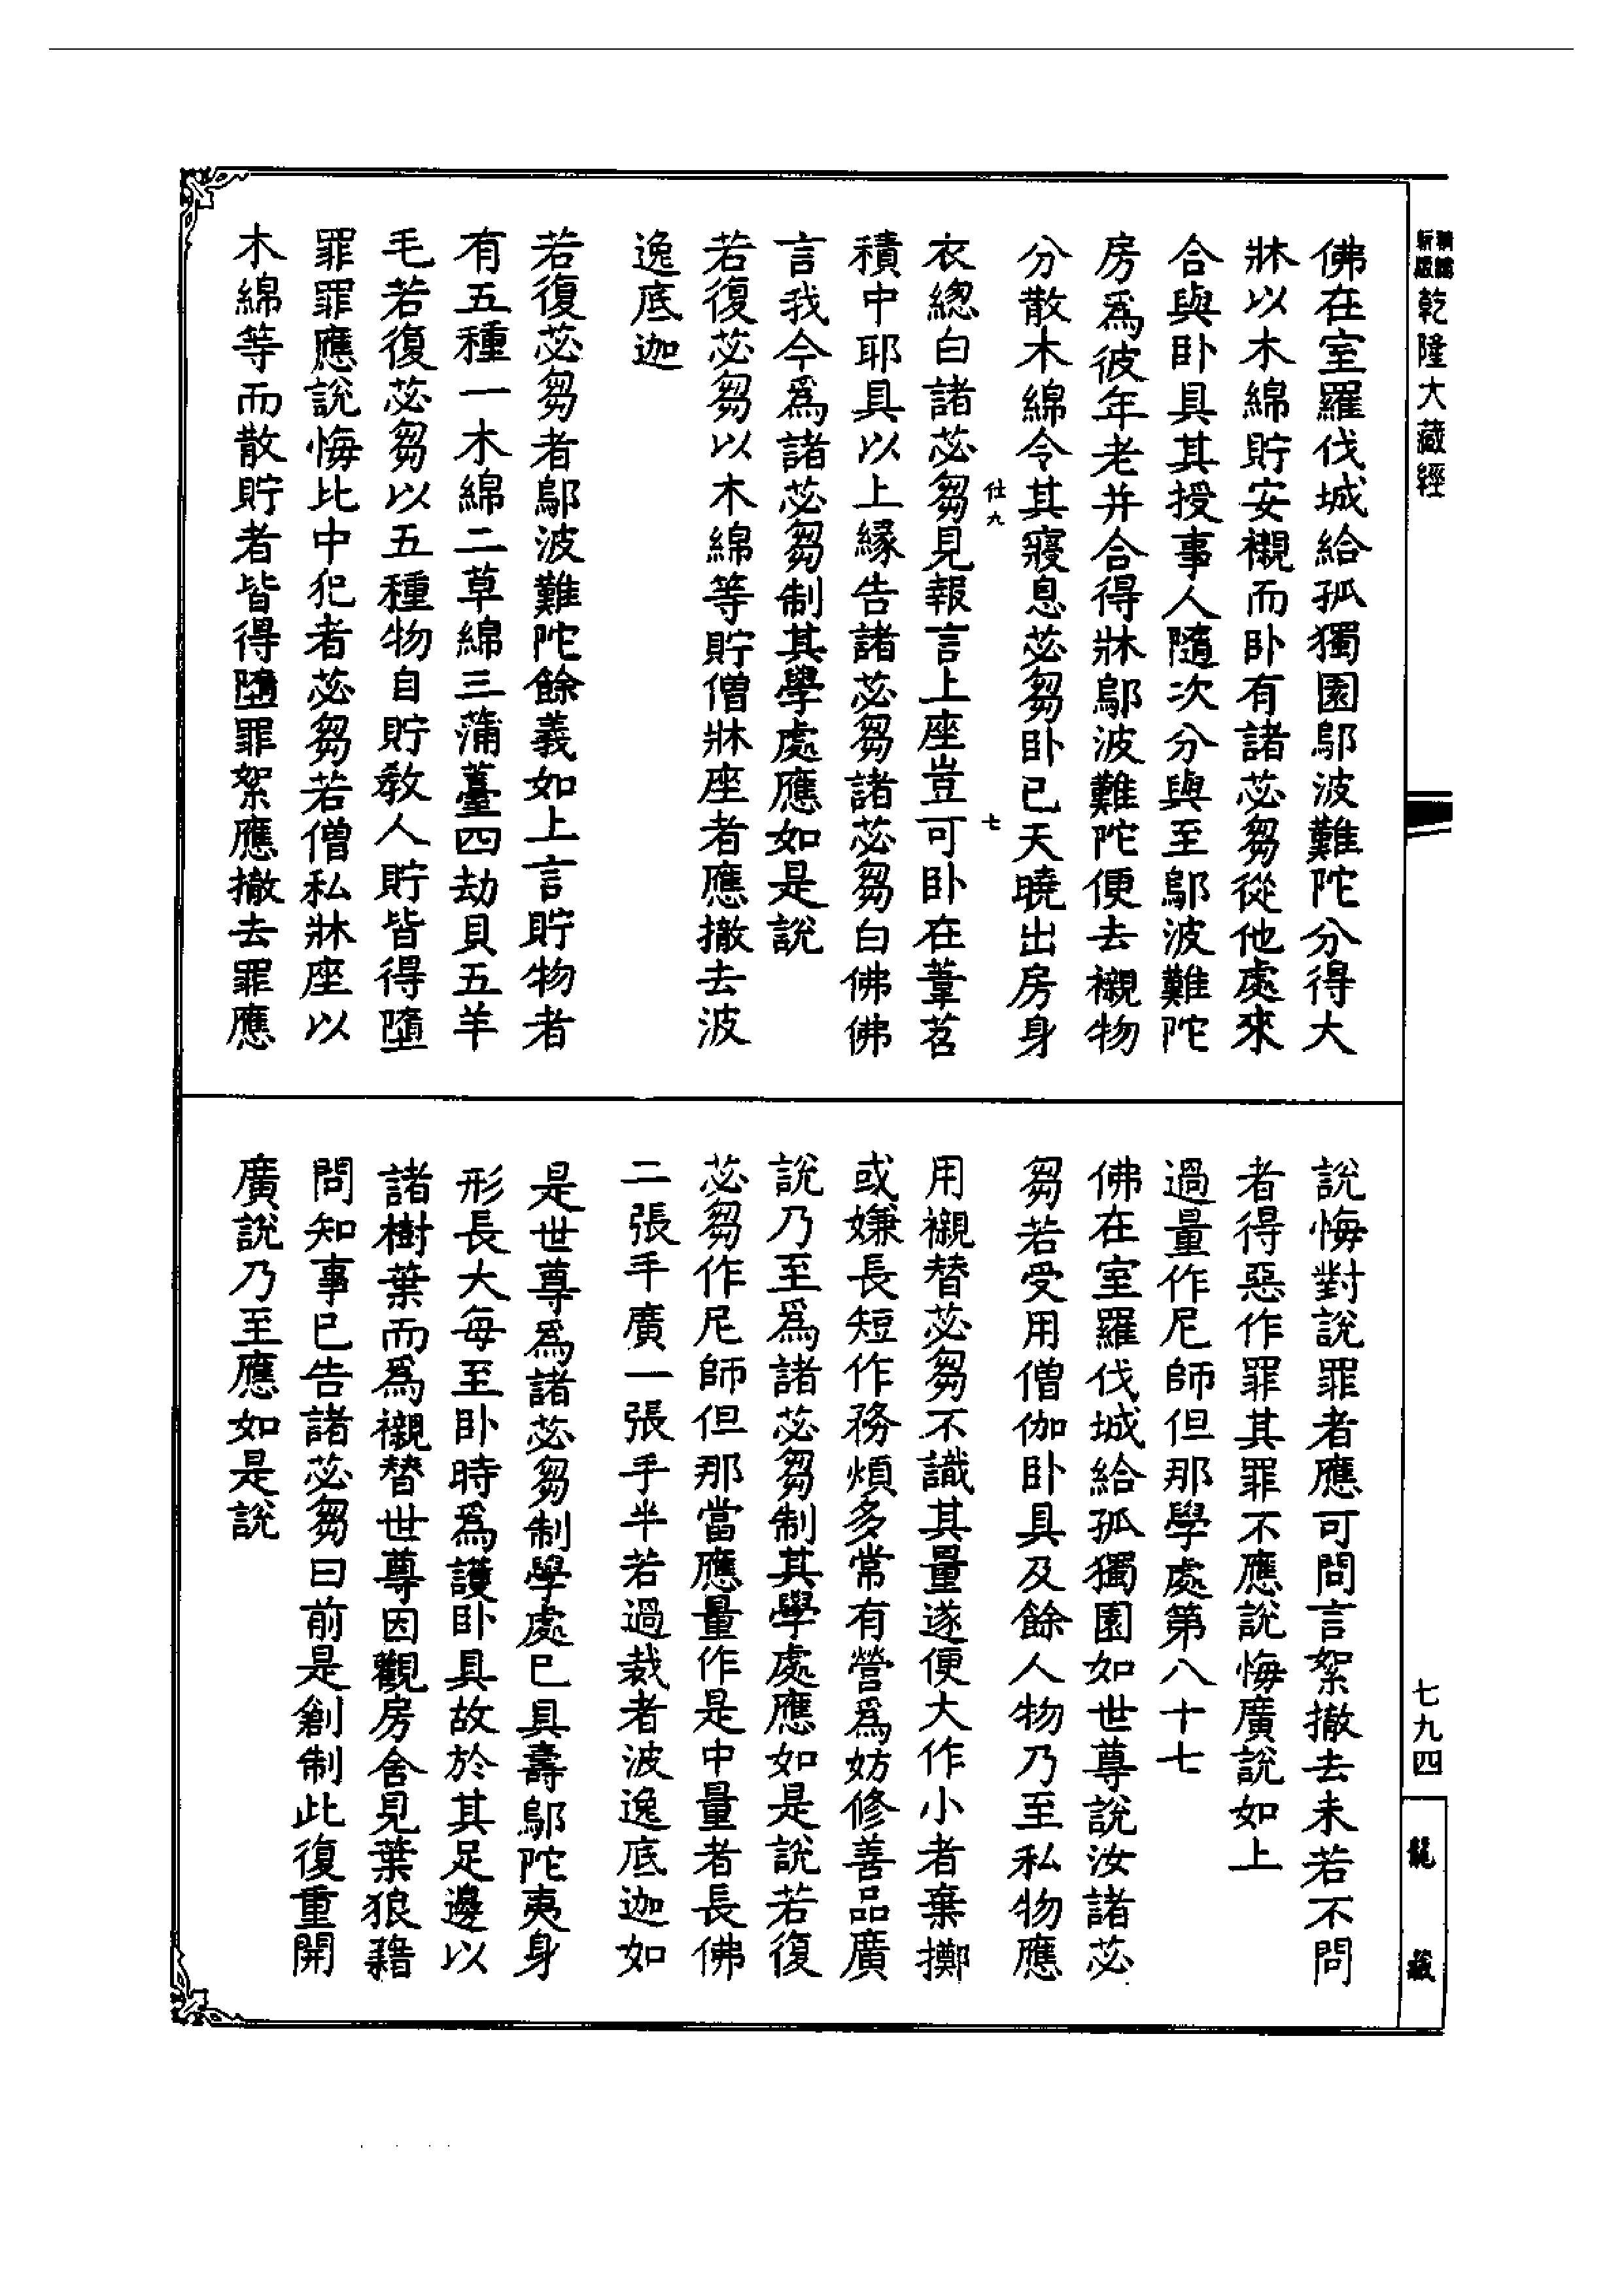 乾隆大藏經
佛在室羅伐城給孤獨園鄔波難陀分得大
牀以木綿貯安襯而卧有諸苾芻從他處來
合與卧具其授事人隨次分與至鄔波難陀
房爲彼年老并合得牀鄔波難陀便去襯物
分散木綿令其寢息苾芻卧已天曉出房身
仕九
七
衣總白諸苾芻見報言上座豈可卧在葦苕
積中耶具以上緣告諸苾芻諸苾芻白佛佛
言我今爲諸苾芻制其學處應如是說
若復苾芻以木綿等貯僧牀座者應撤去波
逸底迦
若復苾芻者鄔波難陀餘義如上言貯物者
有五種一木綿二草綿三蒲薹四劫貝五羊
毛若復苾芻以五種物自貯教人貯皆得墮
罪罪應說悔比中犯者苾芻若僧私牀座以
木綿等而散貯者皆得墮罪絮應撤去罪應
說悔對說罪者應可問言絮撤去未若不問
者得惡作罪其罪不應說悔廣說如上
過量作尼師但那學處第八十七
佛在室羅伐城給孤獨園如世尊說汝諸苾
芻若受用僧伽卧具及餘人物乃至私物應
用襯替苾芻不識其量遂便大作小者棄擲
或嫌長短作務煩多常有營爲妨修善品廣
說乃至爲諸苾芻制其學處應如是說若復
苾芻作尼師但那當應量作是中量者長佛
二張手廣一張手半若過裁者波逸底迦如
是世尊爲諸苾芻制學處已具壽鄔陀夷身
形長大每至卧時爲護卧具故於其足邊以
諸樹葉而爲襯替世尊因觀房舍見葉狼藉
問知事已告諸苾芻曰前是創制此復重開
廣說乃至應如是說
七九四
龍藏